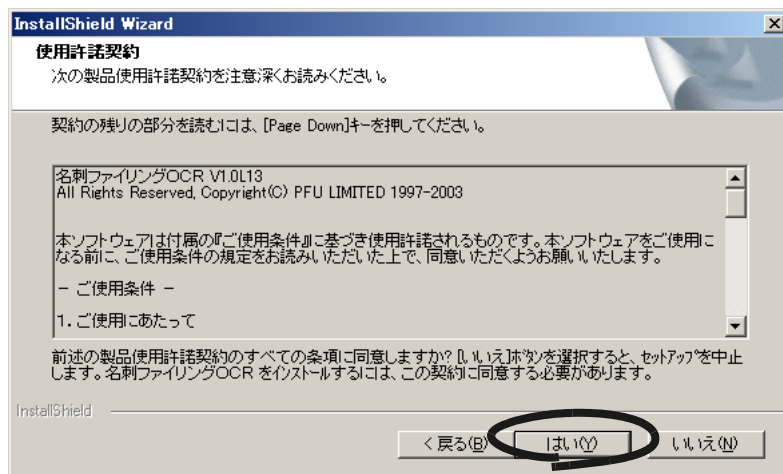 InstallShield Wizard
使用許諾契約
次の製品使用許諾契約を注意深くお読みください。
契約の残りの部分を読むには、[Page Down]キーを押してください。
名刺ファイリングOCR V1.0L13
All Rights Reserved, Copyright(C) PFU LIMITED 1997-2003
本ソフトウェアは付属の『ご使用条件』に基づき使用許諾されるものです。本ソフトウェアをご使用に
なる前に、ご使用条件の規定をお読みいただいた上で、同意いただくようお願いいたします。
- ご使用条件 -
1. ご使用にあたって
前述の製品使用許諾契約のすべての条項に同意しますか? [いいえ]ボタンを選択すると、セットアップを中止
します。名刺ファイリングOCR をインストールするには、この契約に同意する必要があります。
InstallShield
< 戻る(B)
はい(Y)
いいえ(N)